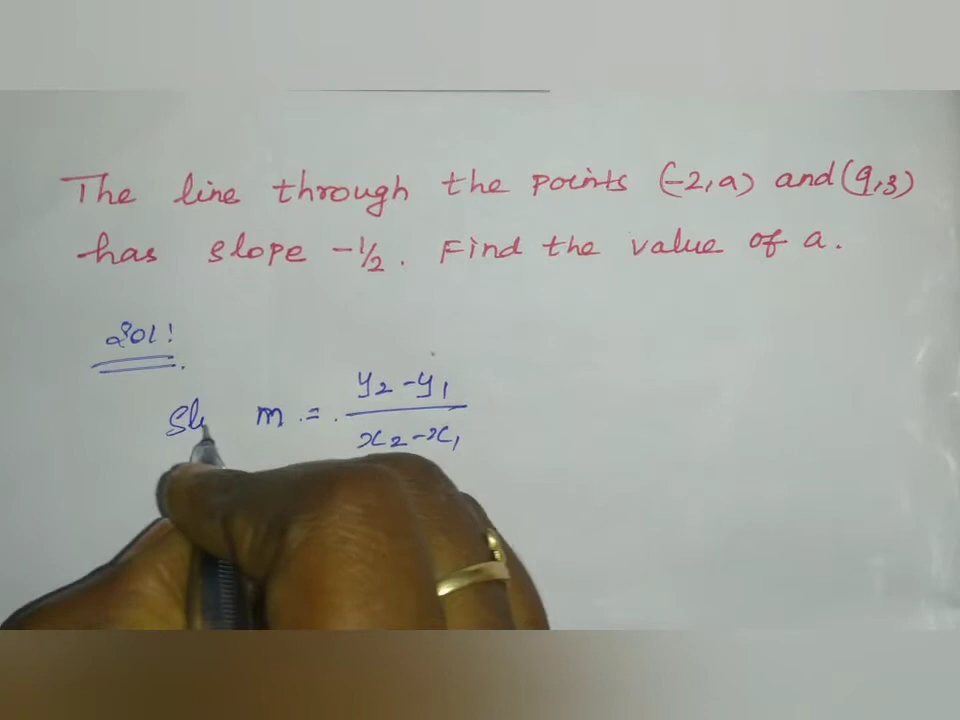 The line through the points (-2,a) and (9,3)
has slope -1/2. Find the value of a.
Sol!
m = y2-y1 / x2-x1